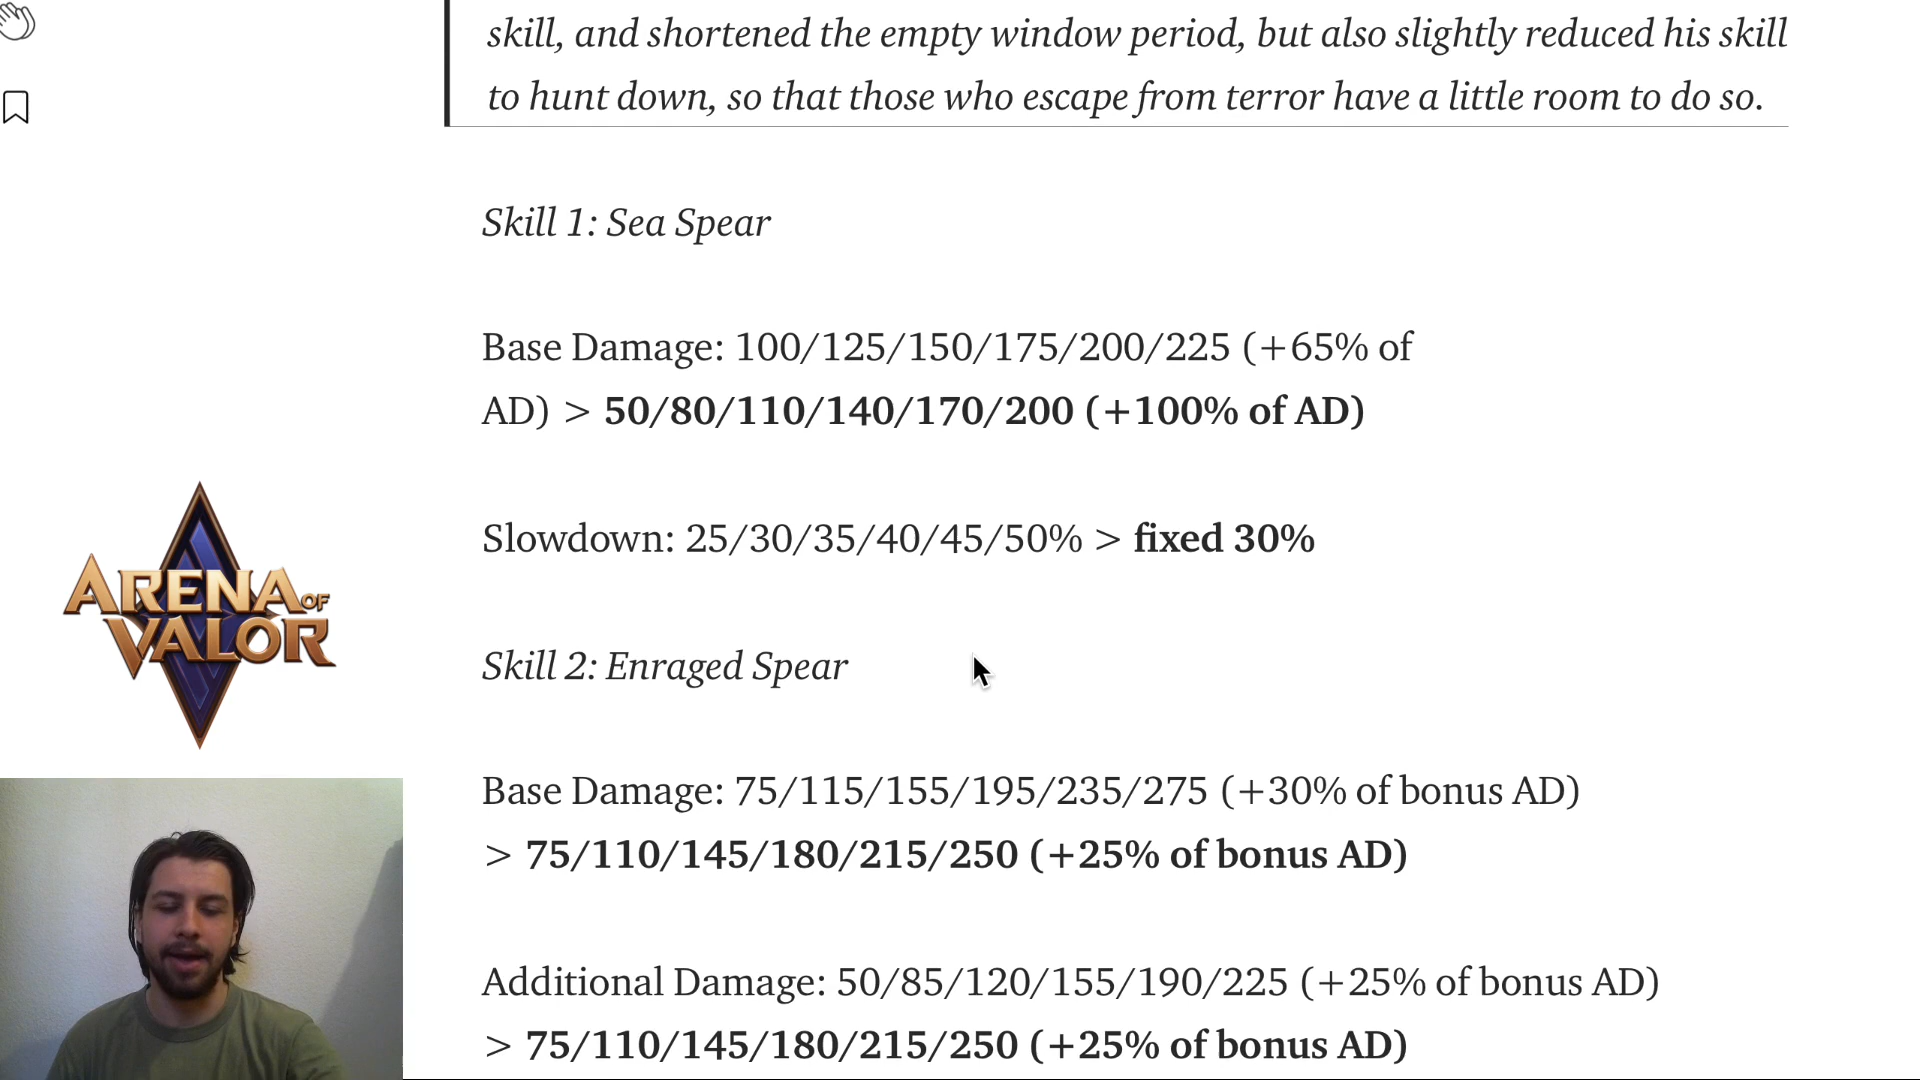 skill, and shortened the empty window period, but also slightly reduced his skill
to hunt down, so that those who escape from terror have a little room to do so.
Skill 1: Sea Spear
Base Damage: 100/125/150/175/200/225 (+65% of
AD) > 50/80/110/140/170/200 (+100% of AD)
Slowdown: 25/30/35/40/45/50% > fixed 30%
ARENA OF
VALOR
Skill 2: Enraged Spear
Base Damage: 75/115/155/195/235/275 (+30% of bonus AD)
> 75/110/145/180/215/250 (+25% of bonus AD)
Additional Damage: 50/85/120/155/190/225 (+25% of bonus AD)
> 75/110/145/180/215/250 (+25% of bonus AD)